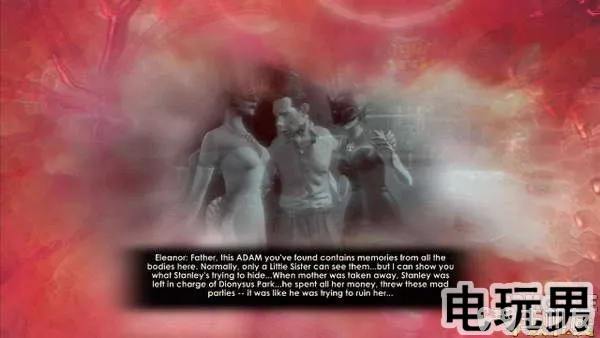 Eleanor: Father, this ADAM you've found contains memories from all the
bodies here. Normally, only a Little Sister can see them...but I can show you
what Stanley's trying to hide...When mother was taken away, Stanley was
left in charge of Dionysus Park...he spent all her money, threw these mad
parties -- it was like he was trying to ruin her...
电玩男